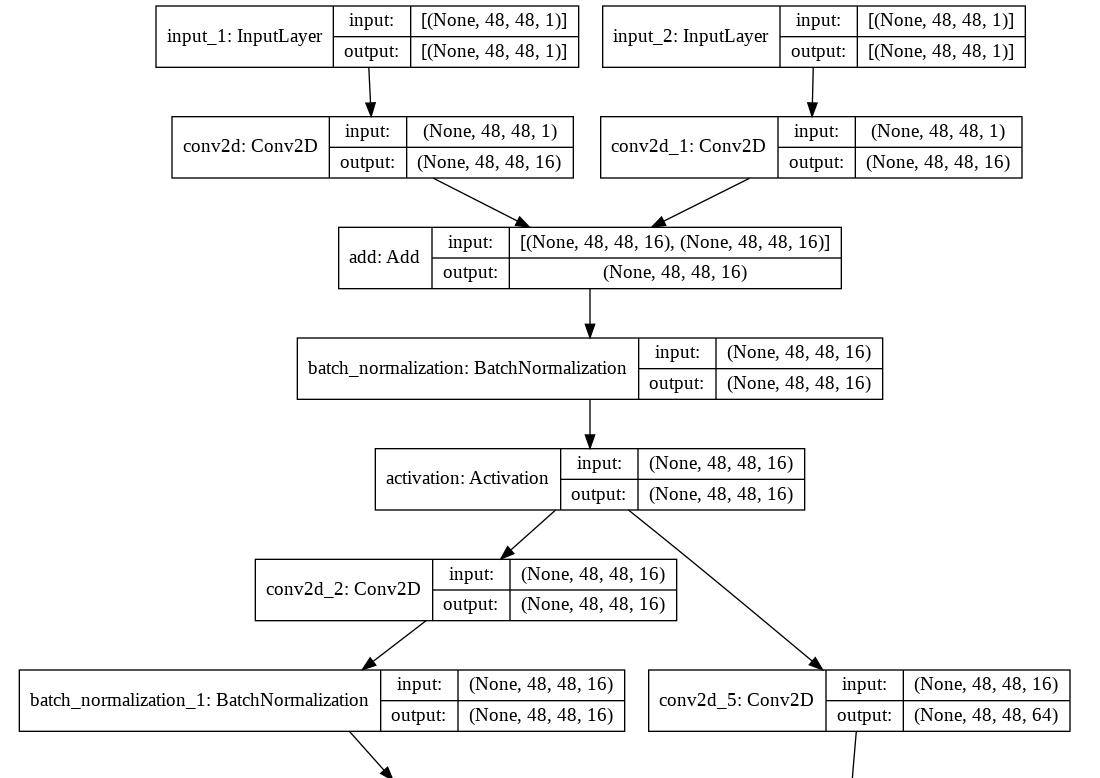 input_1: InputLayer
input: [(None, 48, 48, 1)]
output: [(None, 48, 48, 1)]
input_2: InputLayer
input: [(None, 48, 48, 1)]
output: [(None, 48, 48, 1)]
conv2d: Conv2D
input: (None, 48, 48, 1)
output: (None, 48, 48, 16)
conv2d_1: Conv2D
input: (None, 48, 48, 1)
output: (None, 48, 48, 16)
add: Add
input: [(None, 48, 48, 16), (None, 48, 48, 16)]
output: (None, 48, 48, 16)
batch_normalization: BatchNormalization
input: (None, 48, 48, 16)
output: (None, 48, 48, 16)
activation: Activation
input: (None, 48, 48, 16)
output: (None, 48, 48, 16)
conv2d_2: Conv2D
input: (None, 48, 48, 16)
output: (None, 48, 48, 16)
batch_normalization_1: BatchNormalization
input: (None, 48, 48, 16)
output: (None, 48, 48, 16)
conv2d_5: Conv2D
input: (None, 48, 48, 16)
output: (None, 48, 48, 64)